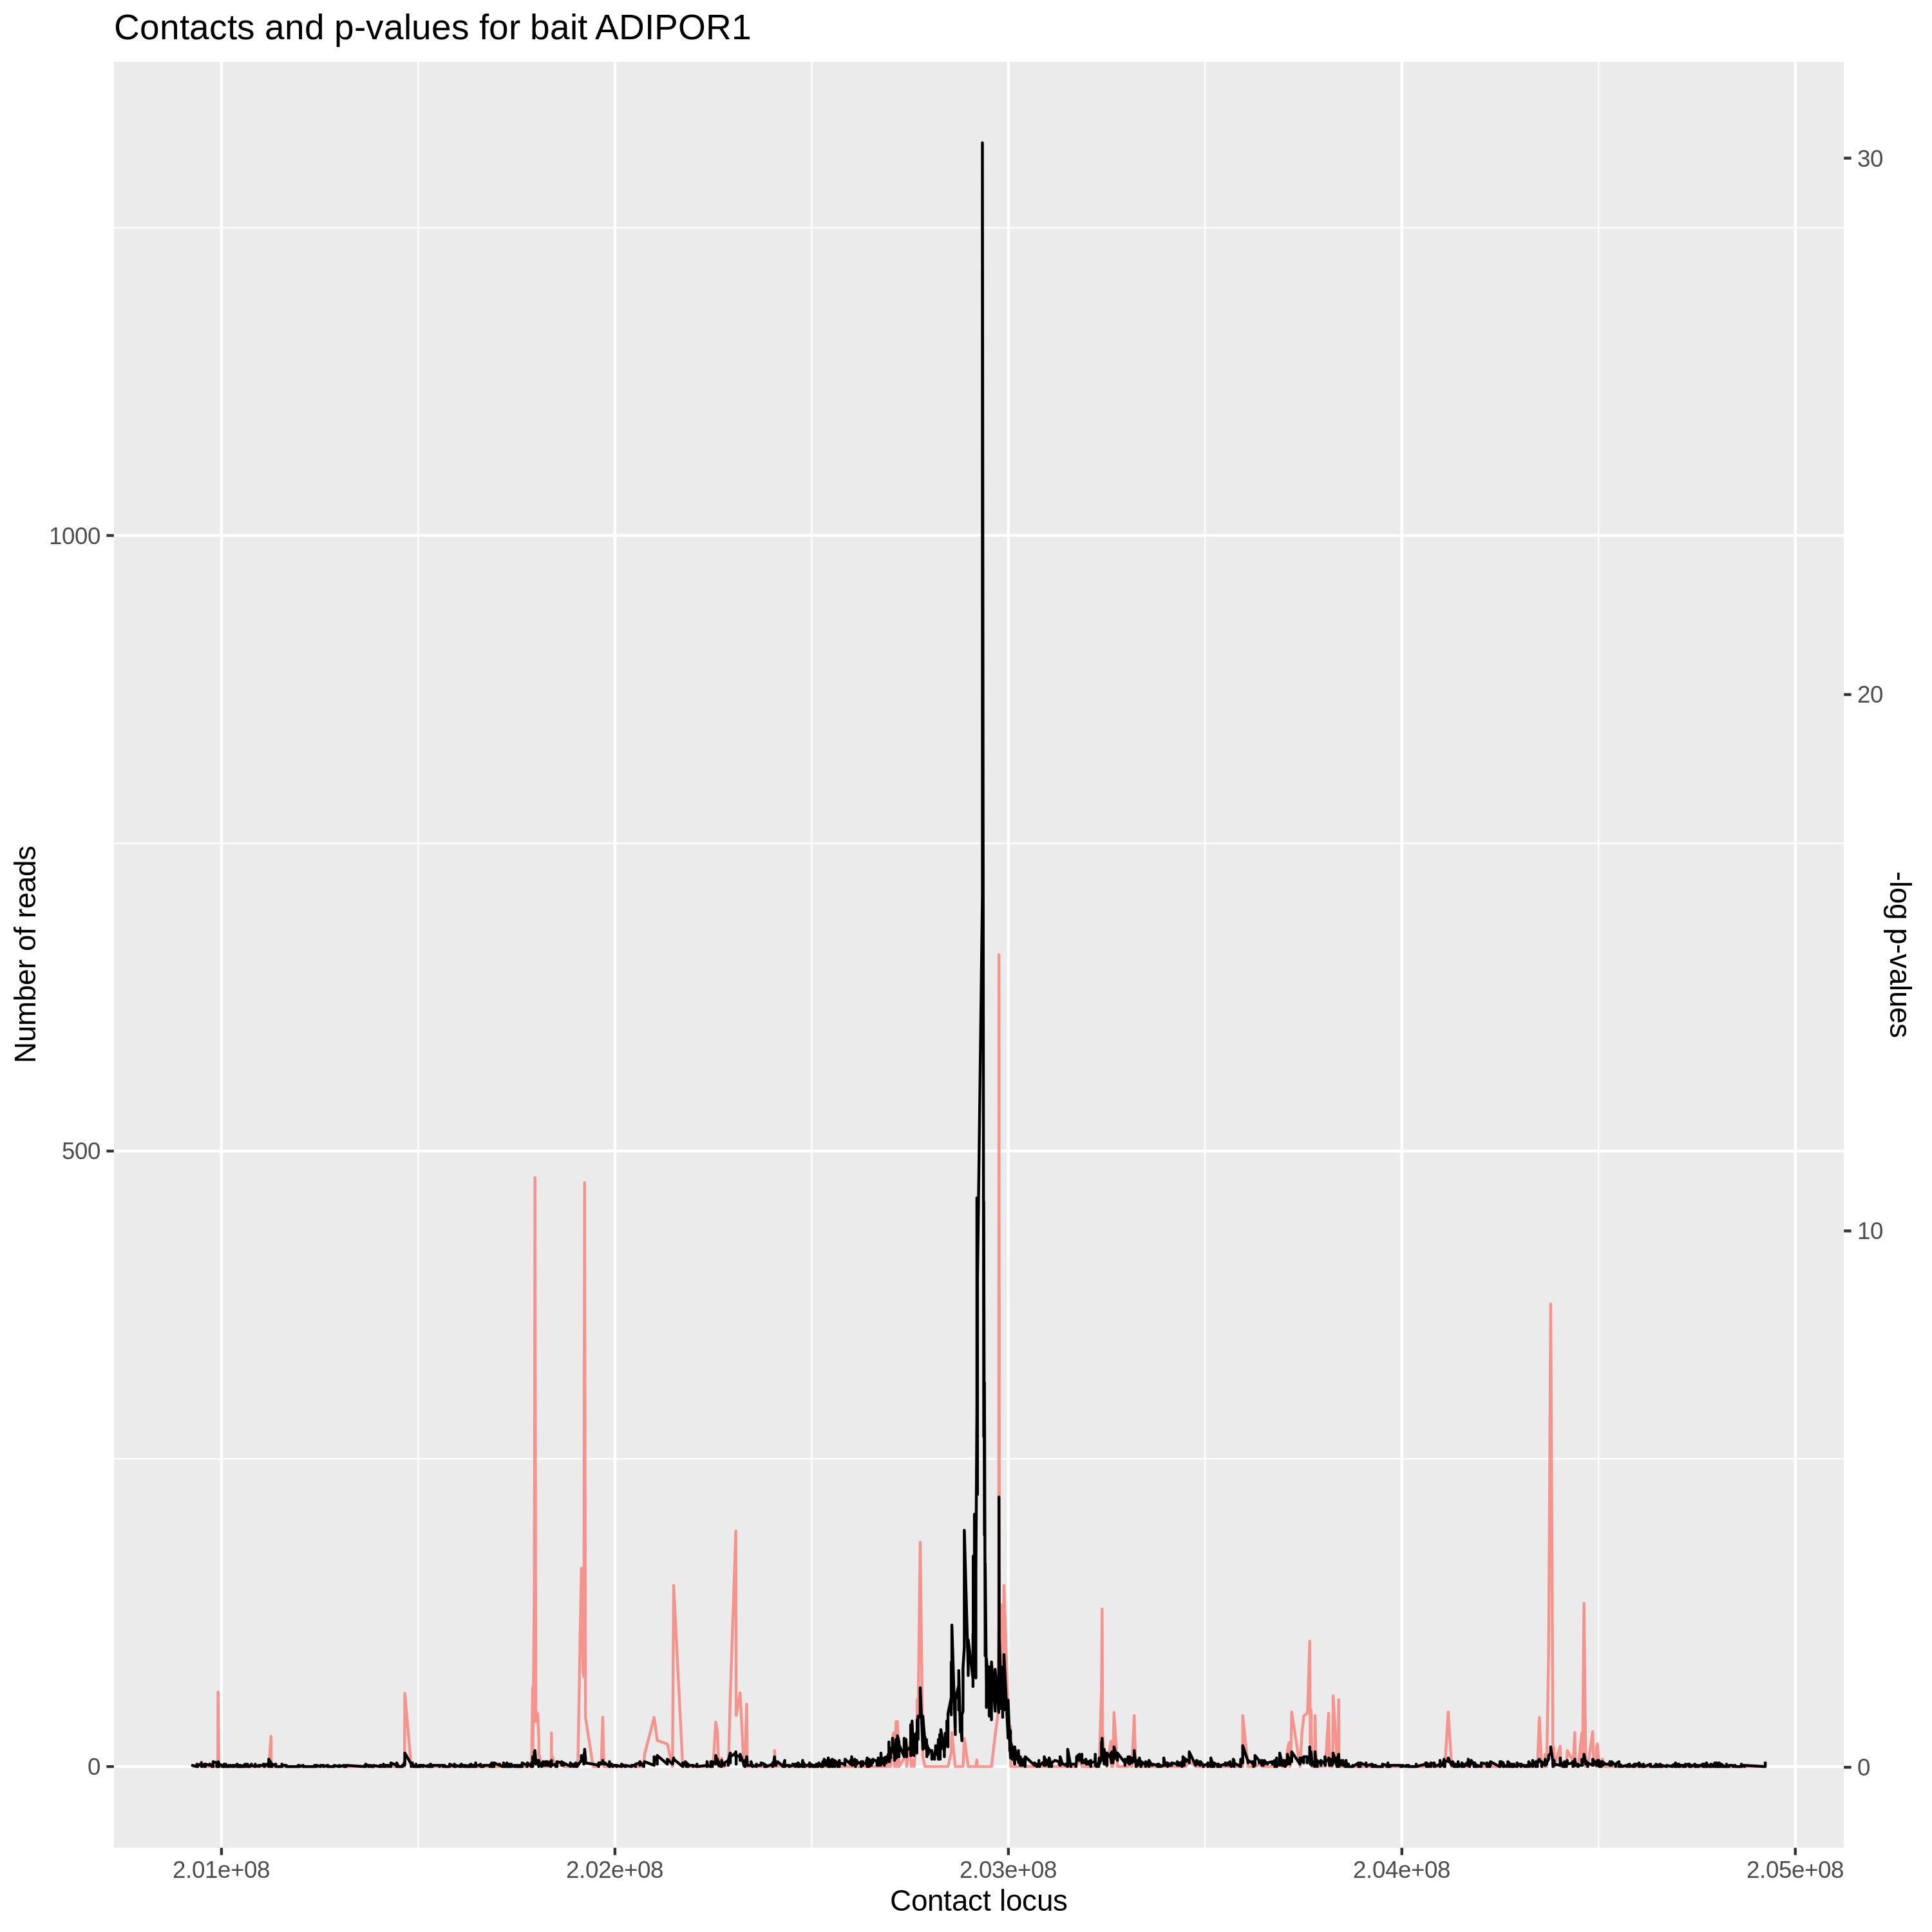 Contacts and p-values for bait ADIPOR1
Number of reads
1000
500
0
30
20
10
0
-log p-values
2.01e+08
2.02e+08
2.03e+08
2.04e+08
2.05e+08
Contact locus